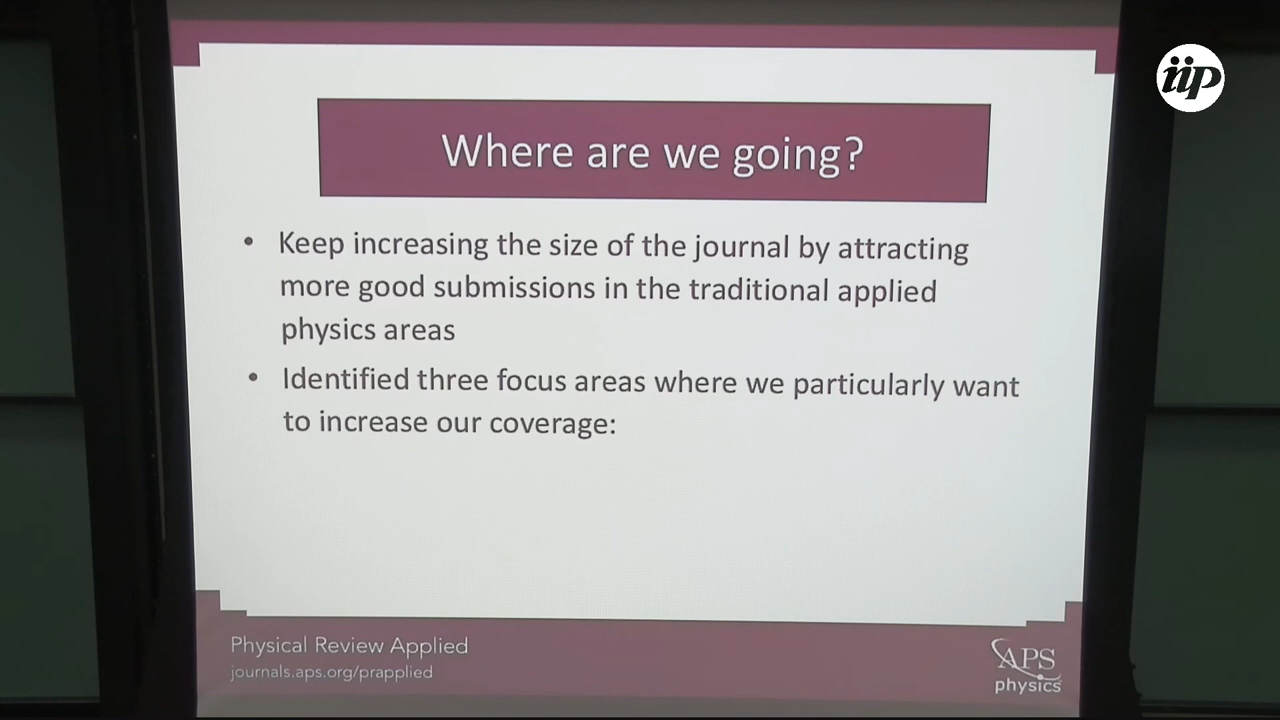 iip
Where are we going?
• Keep increasing the size of the journal by attracting
more good submissions in the traditional applied
physics areas
• Identified three focus areas where we particularly want
to increase our coverage:
Physical Review Applied
journals.aps.org/prapplied
APS
physics